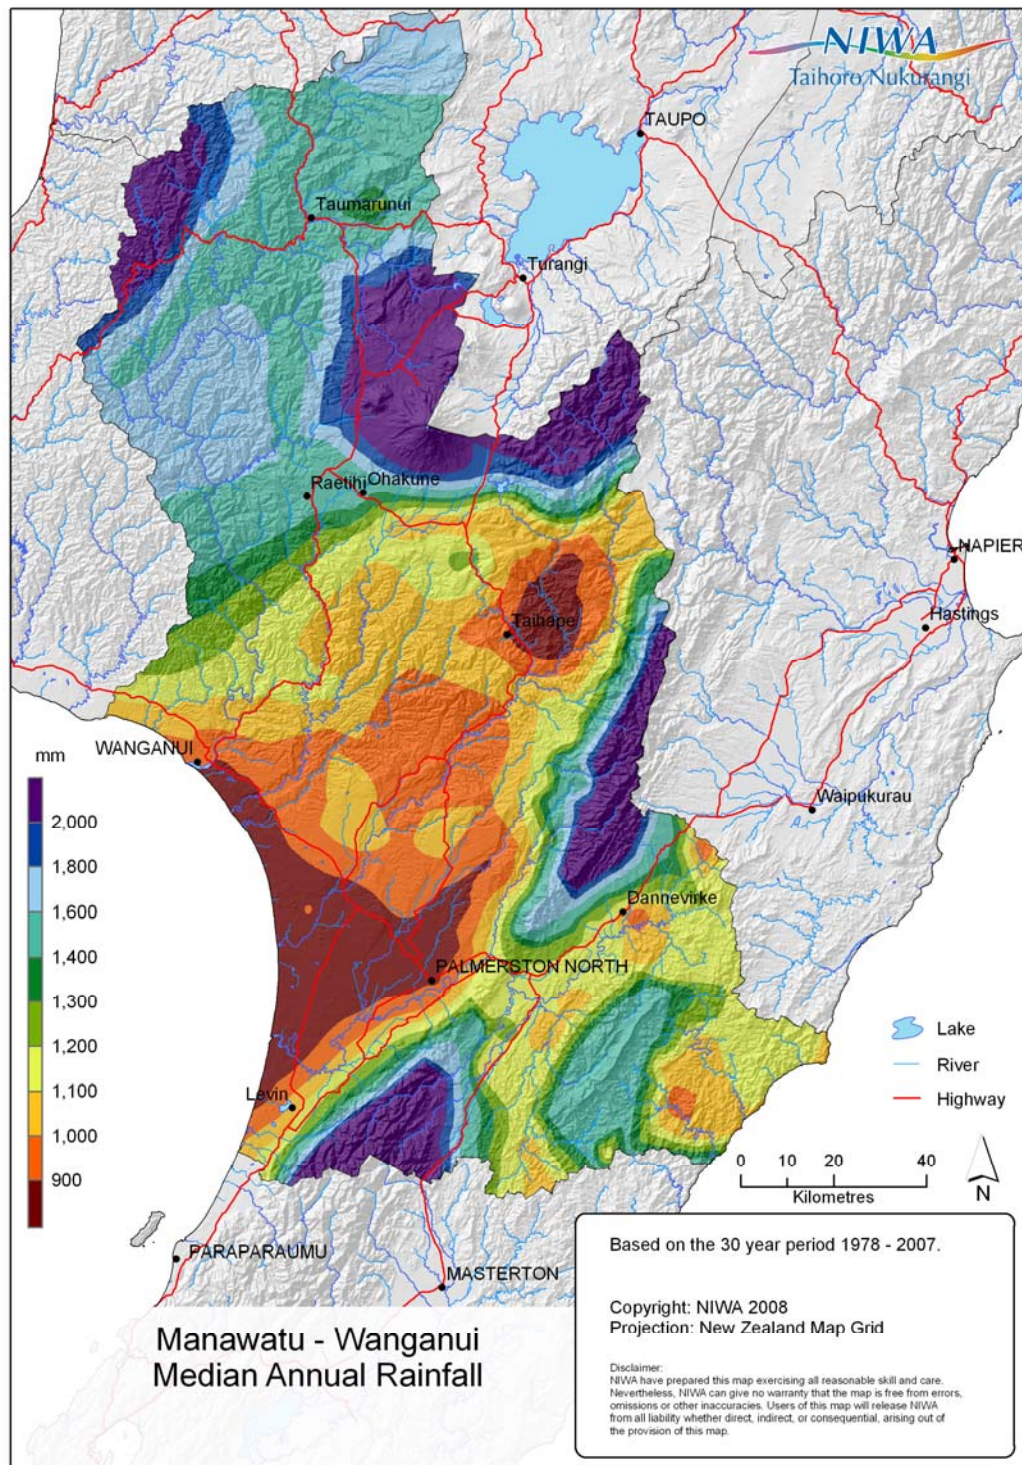 NIWA
Taihoro Nukurangi
TAUPO
Taumarunui
Turangi
Raetihi
Ohakune
NAPIER
Hastings
Taihape
WANGANUI
Waipukurau
Dannevirke
PALMERSTON NORTH
Levin
PARAPARAUMU
MASTERTON
mm
2,000
1,800
1,600
1,400
1,300
1,200
1,100
1,000
900
Lake
River
Highway
0 10 20 40
Kilometres
N
Manawatu - Wanganui
Median Annual Rainfall
Based on the 30 year period 1978 - 2007.
Copyright: NIWA 2008
Projection: New Zealand Map Grid
Disclaimer:
NIWA have prepared this map exercising all reasonable skill and care.
Nevertheless, NIWA can give no warranty that the map is free from errors,
omissions or other inaccuracies. Users of this map will release NIWA
from all liability whether direct, indirect, or consequential, arising out of
the provision of this map.